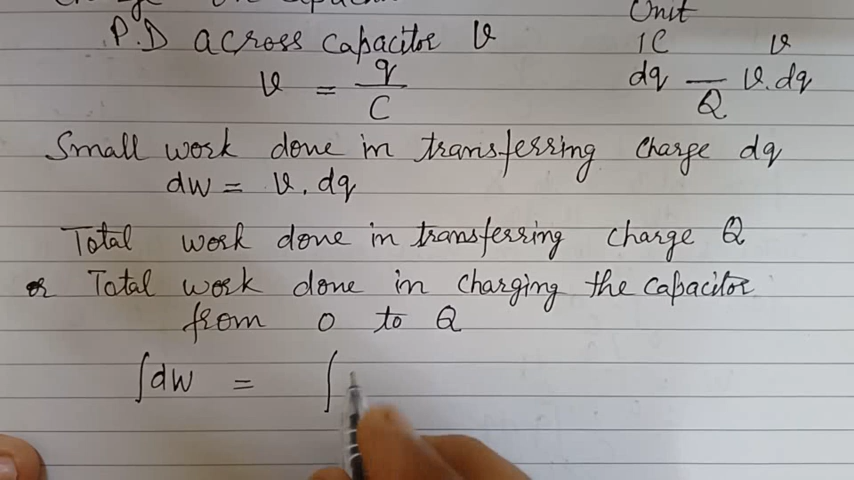 Unit
P.D across capacitor v
1C v
v = q/C
dq — v.dq
Q
Small work done in transferring charge dq
dw = v.dq
Total work done in transferring charge Q
or Total work done in charging the capacitor
from 0 to Q
∫dw = ∫